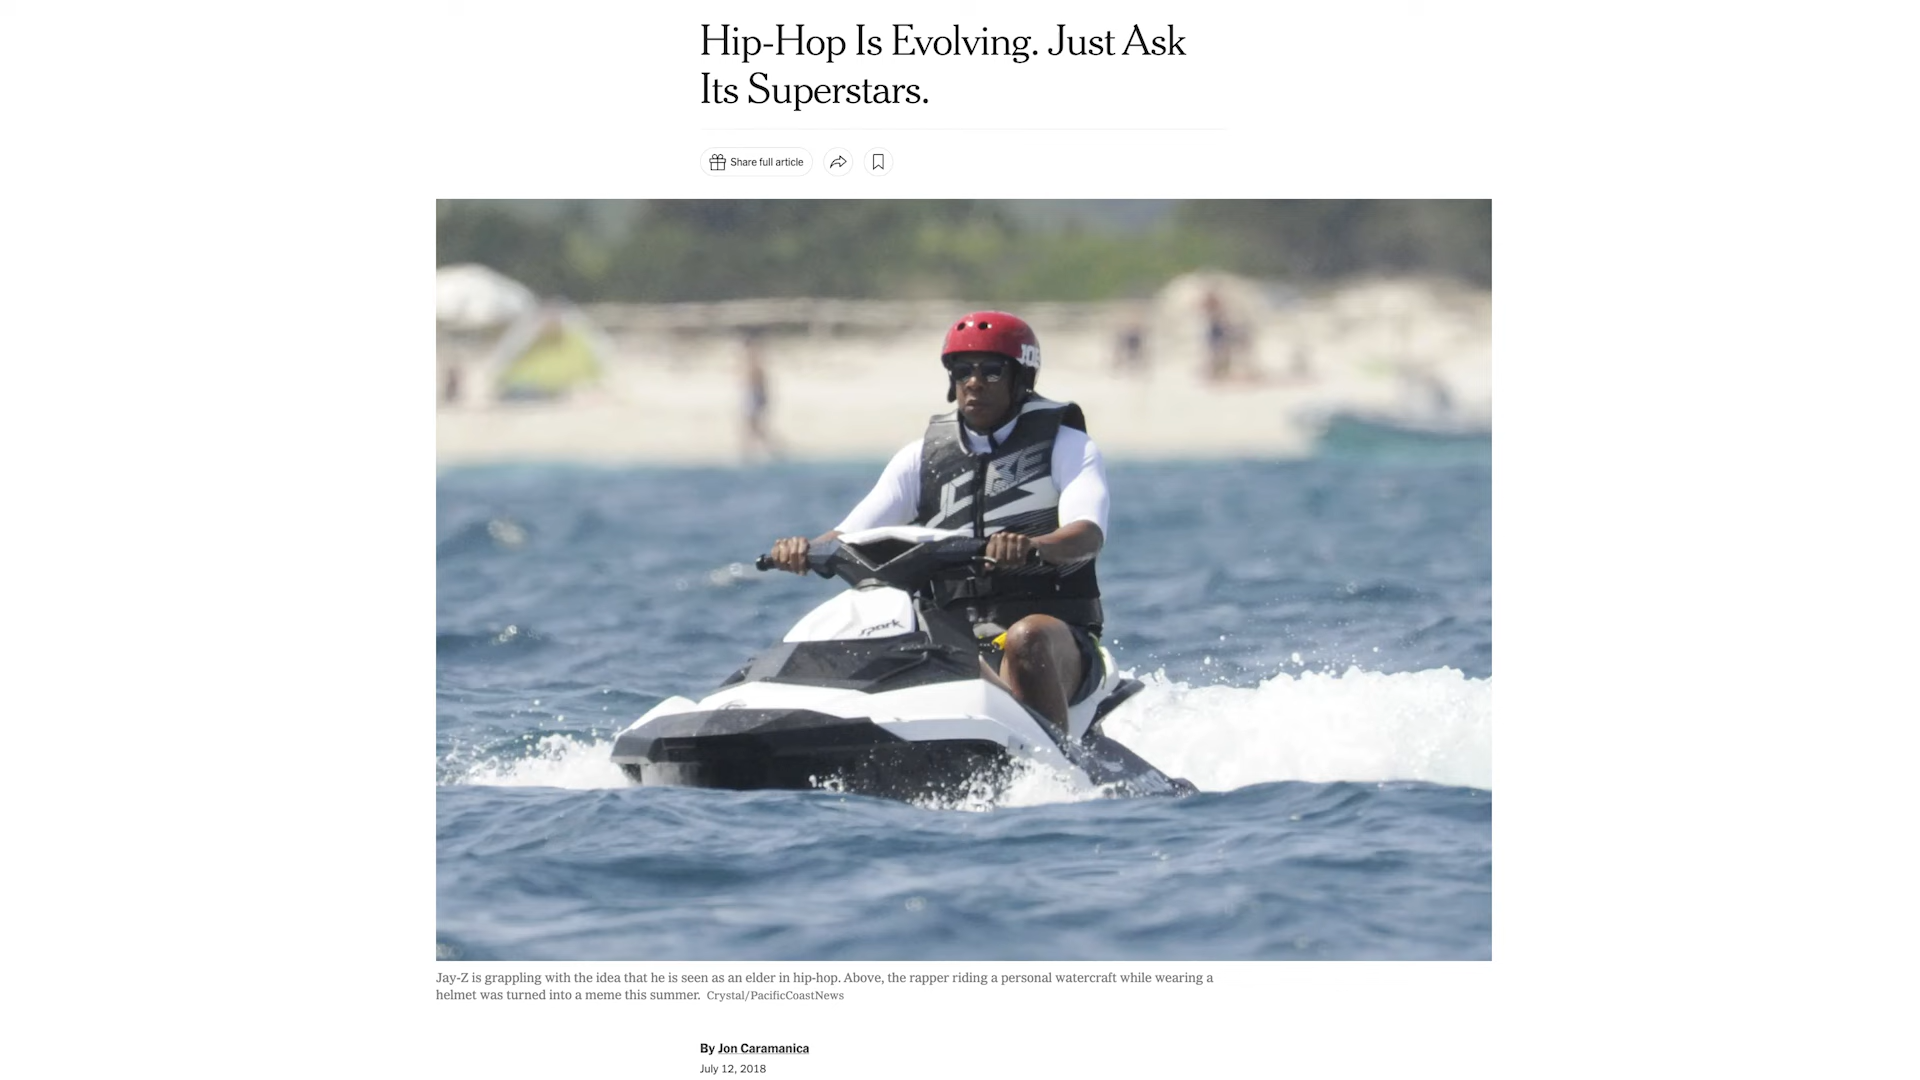 Hip-Hop Is Evolving. Just Ask
Its Superstars.
Share full article
JOBE
spark
Jay-Z is grappling with the idea that he is seen as an elder in hip-hop. Above, the rapper riding a personal watercraft while wearing a
helmet was turned into a meme this summer. Crystal/PacificCoastNews
By Jon Caramanica
July 12, 2018